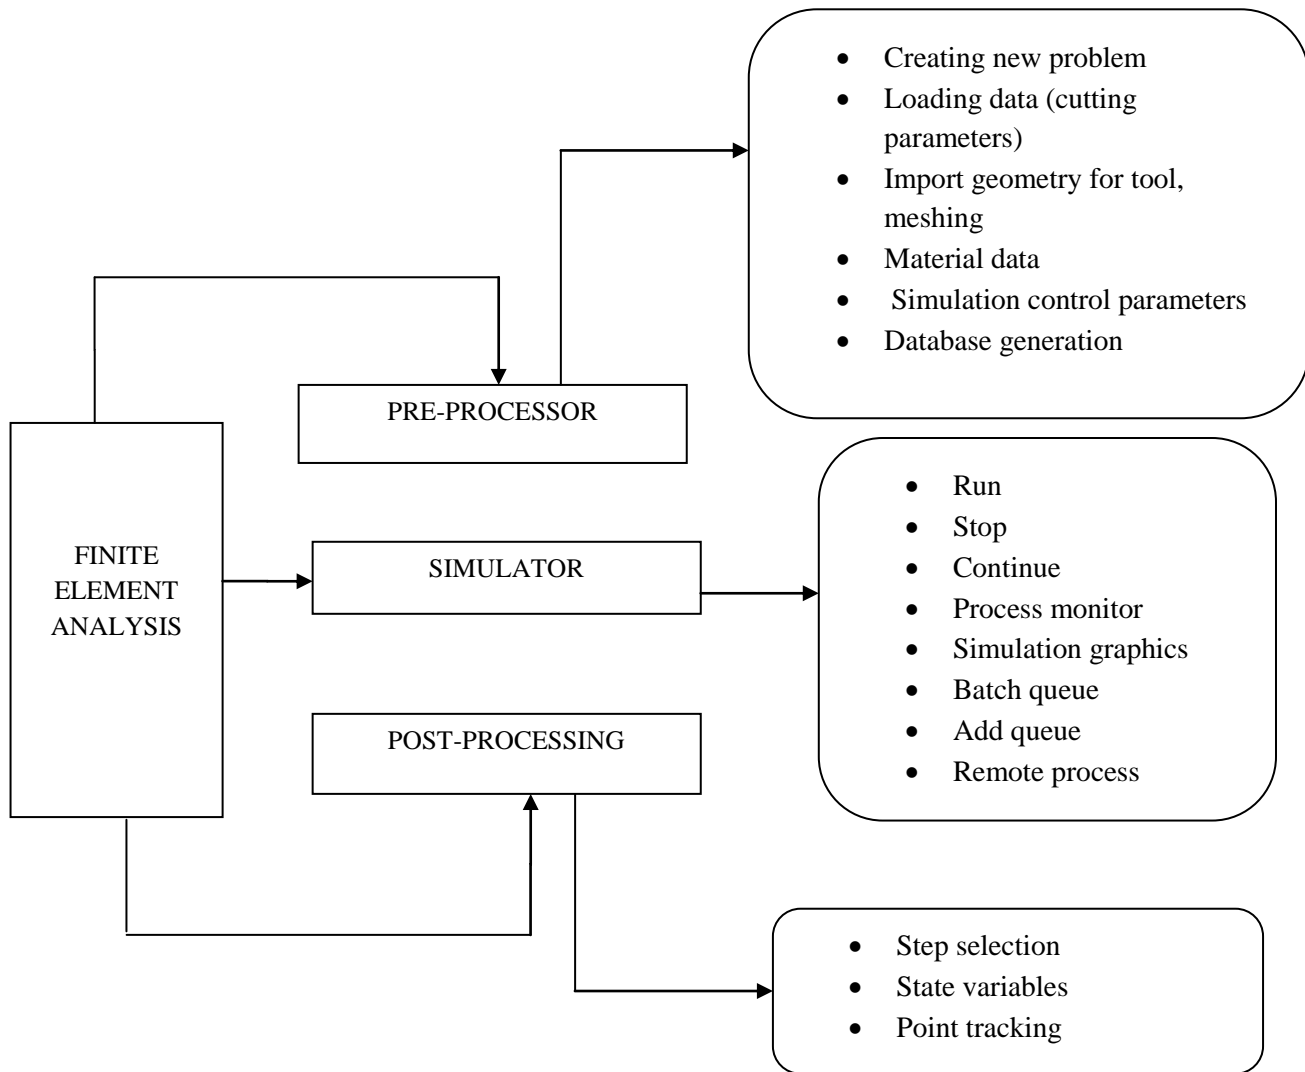 • Creating new problem
• Loading data (cutting
parameters)
• Import geometry for tool,
meshing
• Material data
• Simulation control parameters
• Database generation
PRE-PROCESSOR
FINITE
ELEMENT
ANALYSIS
SIMULATOR
• Run
• Stop
• Continue
• Process monitor
• Simulation graphics
• Batch queue
• Add queue
• Remote process
POST-PROCESSING
• Step selection
• State variables
• Point tracking